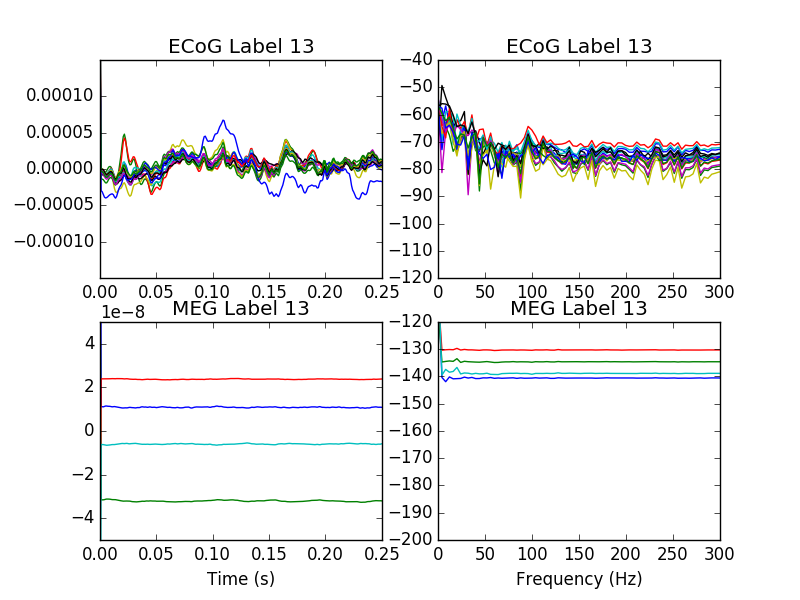 ECoG Label 13
0.00010
0.00005
0.00000
−0.00005
−0.00010
0.00 0.05 0.10 0.15 0.20 0.25
ECoG Label 13
−40
−50
−60
−70
−80
−90
−100
−110
−120
0 50 100 150 200 250 300
MEG Label 13
1e−8
4
2
0
−2
−4
0.00 0.05 0.10 0.15 0.20 0.25
Time (s)
MEG Label 13
−120
−130
−140
−150
−160
−170
−180
−190
−200
0 50 100 150 200 250 300
Frequency (Hz)